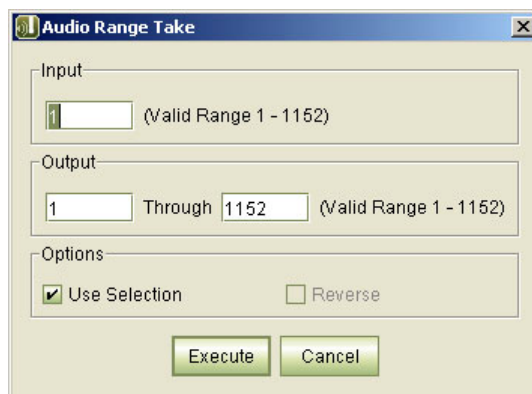 Audio Range Take
Input
1 (Valid Range 1 - 1152)
Output
1 Through 1152 (Valid Range 1 - 1152)
Options
Use Selection Reverse
Execute Cancel